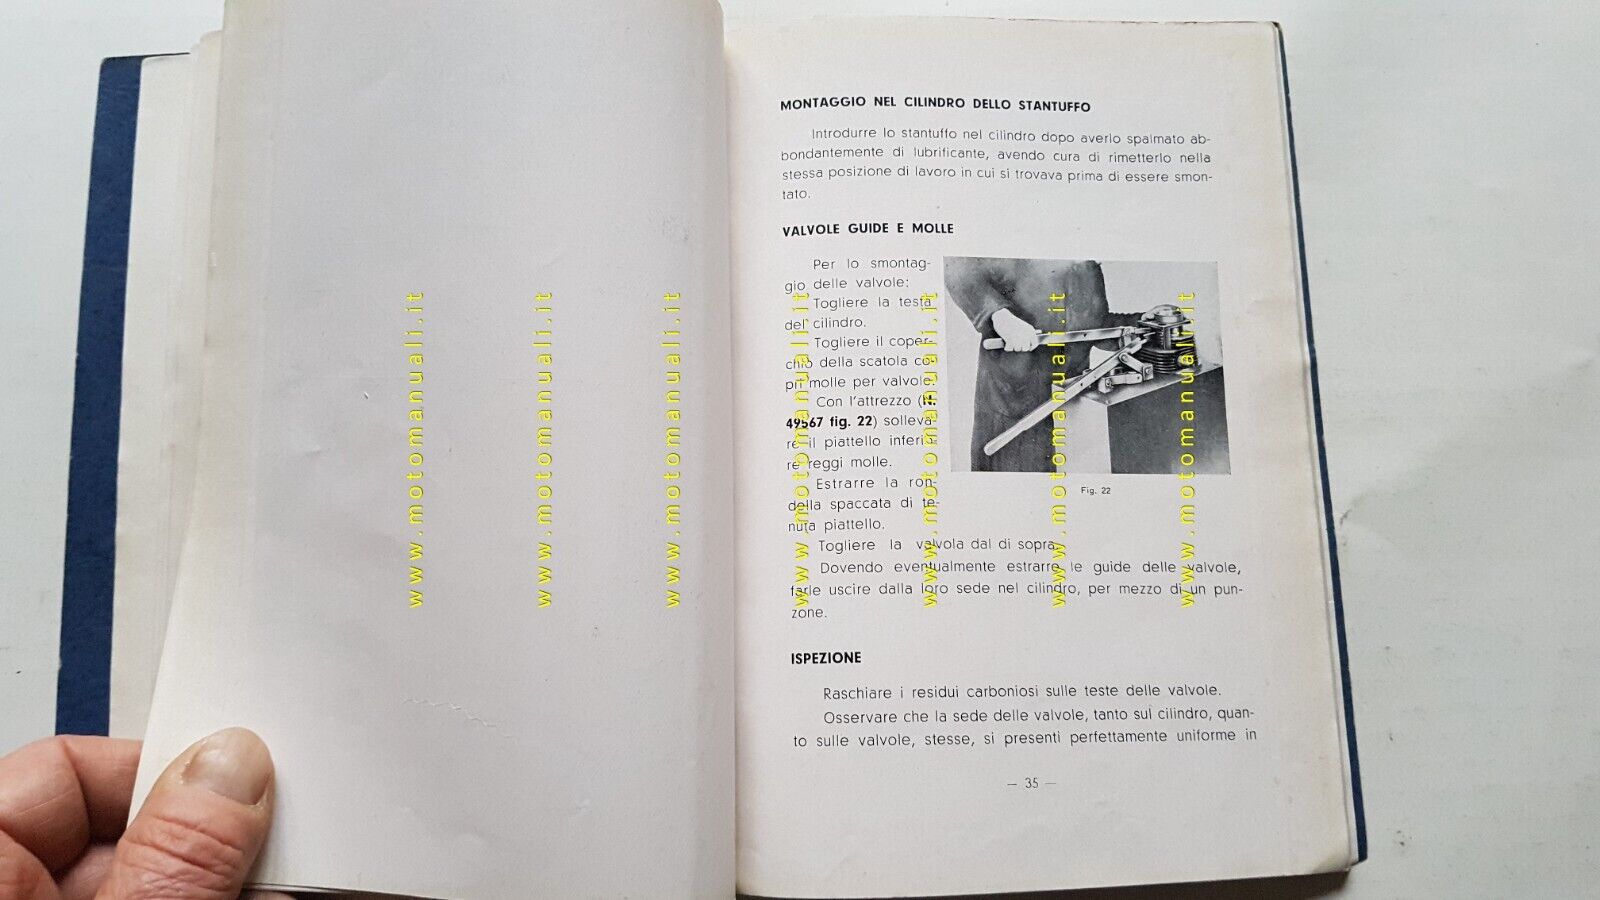 MONTAGGIO NEL CILINDRO DELLO STANTUFFO
Introdurre lo stantuffo nel cilindro dopo averlo spalmato ab-
bondantemente di lubrificante, avendo cura di rimetterlo nella
stessa posizione di lavoro in cui si trovava prima di essere smon-
tato.
VALVOLE GUIDE E MOLLE
Per lo smontag-
gio delle valvole:
Togliere la testa
del cilindro.
Togliere il coper-
chio della scatola co-
pri molle per valvole.
Con l'attrezzo (N.
49567 fig. 22) solleva-
re il piattello inferio-
re reggi molle.
Estrarre la ron-
della spaccata di te-
nuta piattello.
Fig. 22
Togliere la valvola dal di sopra.
Dovendo eventualmente estrarre le guide delle valvole,
farle uscire dalla loro sede nel cilindro, per mezzo di un pun-
zone.
ISPEZIONE
Raschiare i residui carboniosi sulle teste delle valvole.
Osservare che la sede delle valvole, tanto sul cilindro, quan-
to sulle valvole, stesse, si presenti perfettamente uniforme in
— 35 —
www.motomanuali.it
www.motomanuali.it
www.motomanuali.it
www.motomanuali.it
www.motomanuali.it
www.motomanuali.it
www.motomanuali.it